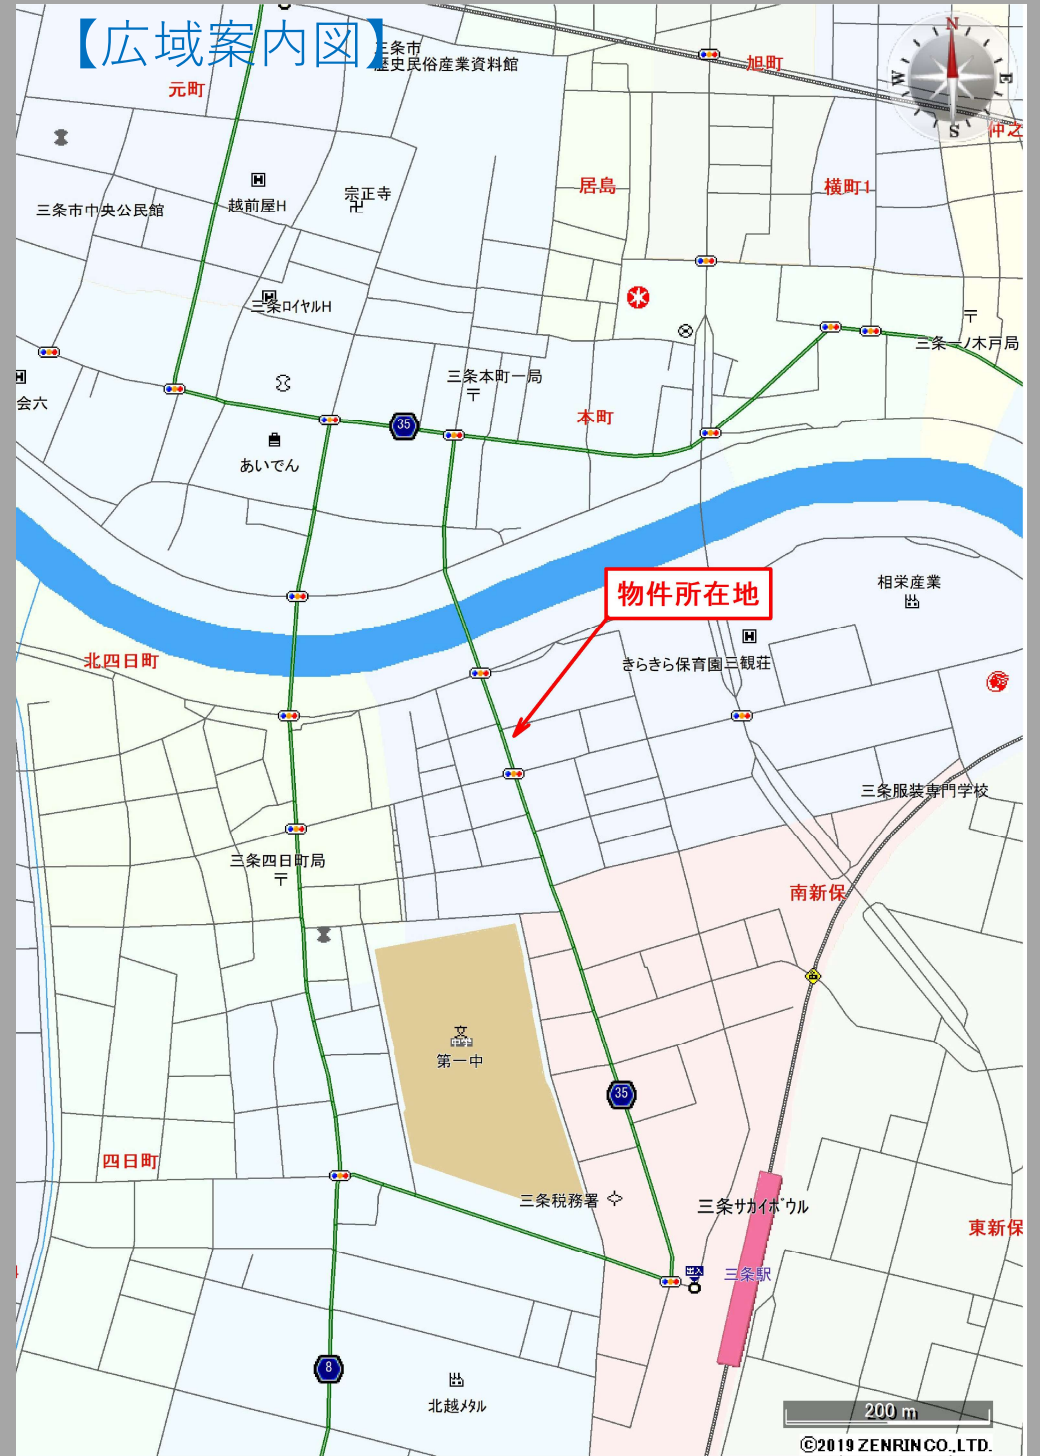 【広域案内図】
三条市
歴史民俗産業資料館
旭町
N
W
E
S
仲之
元町
三条市中央公民館
越前屋H
宗正寺
居島
横町1
三条ロイヤルH
三条一ノ木戸局
会六
三条本町一局
本町
35
あいでん
物件所在地
相栄産業
北四日町
きらきら保育園
三観荘
三条服装専門学校
三条四日町局
南新保
中学
第一中
35
四日町
三条税務署
三条サカイボウル
東新保
出入
三条駅
8
北越メタル
200 m
©2019 ZENRIN CO.,LTD.